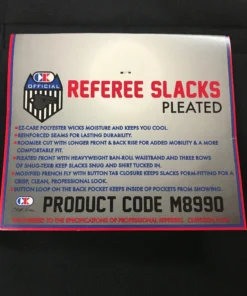 OFFICIAL
REFEREE SLACKS
PLEATED
•EZ-CARE POLYESTER WICKS MOISTURE AND KEEPS YOU COOL.
•REINFORCED SEAMS FOR LASTING DURABILITY.
•ROOMIER CUT WITH LONGER FRONT & BACK RISE FOR ADDED MOBILITY & A MORE
COMFORTABLE FIT.
•PLEATED FRONT WITH HEAVYWEIGHT BAN-ROLL WAISTBAND AND THREE ROWS
OF SNUG-TEX KEEP SLACKS SNUG AND SHIRT TUCKED IN.
•MODIFIED FRENCH FLY WITH BUTTON TAB CLOSURE KEEPS SLACKS FORM-FITTING FOR A
CRISP, CLEAN, PROFESSIONAL LOOK.
•BUTTON LOOP ON THE BACK POCKET KEEPS INSIDE OF POCKETS FROM SHOWING.
PRODUCT CODE M8990
TO THE SPECIFICATIONS OF PROFESSIONAL